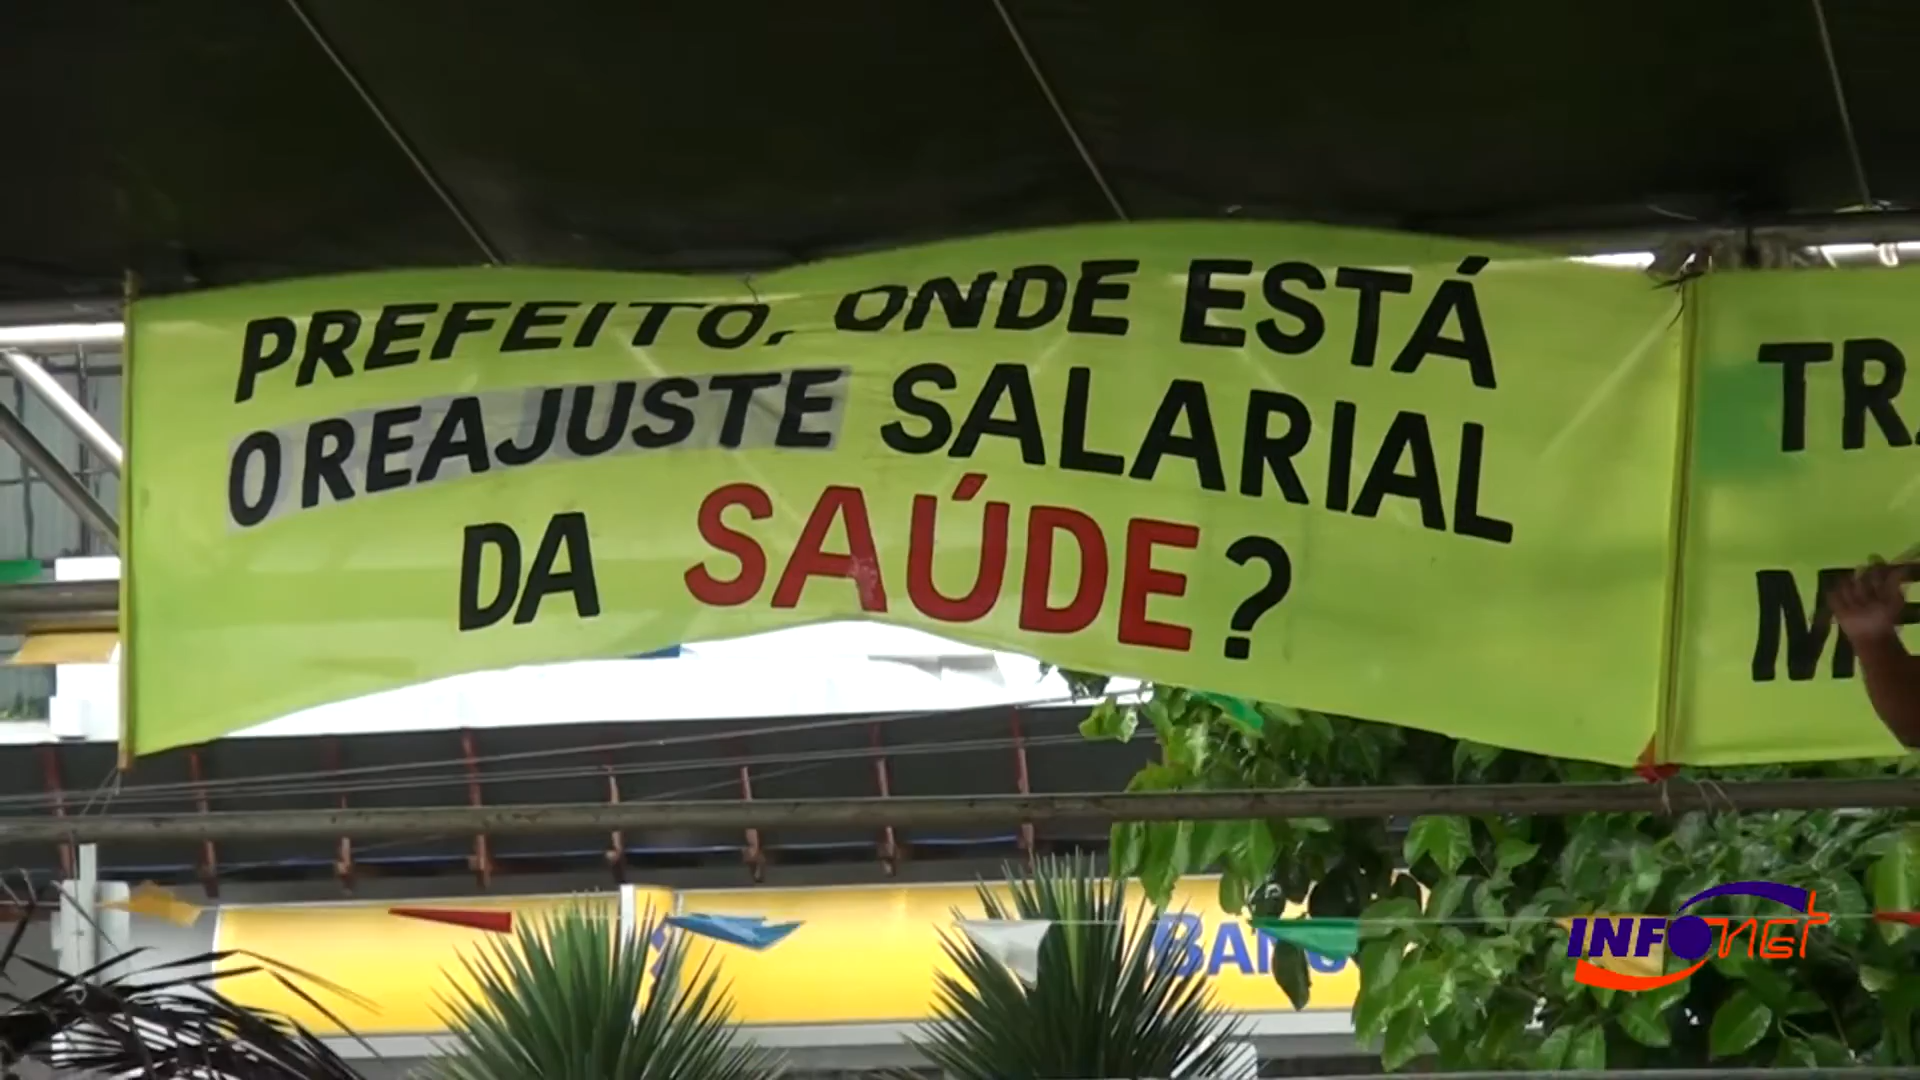 PREFEITO, ONDE ESTÁ
O REAJUSTE SALARIAL
DA SAÚDE?
INFONET